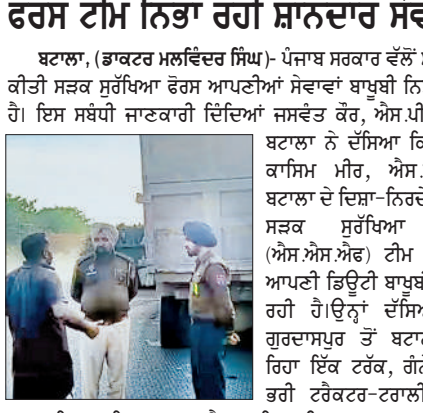 ਫੋਰਸ ਟੀਮ ਨਿਭਾ ਰਹੀ ਸ਼ਾਨਦਾਰ
ਬਟਾਲਾ, (ਡਾਕਟਰ ਮਲਵਿੰਦਰ ਸਿੰਘ)- ਪੰਜਾਬ ਸਰਕਾਰ ਵੱਲੋਂ
ਕੀਤੀ ਸੜਕ ਸੁਰੱਖਿਆ ਫੋਰਸ ਆਪਣੀਆਂ ਸੇਵਾਵਾਂ ਬਾਖੂਬੀ
ਹੈ। ਇਸ ਸਬੰਧੀ ਜਾਣਕਾਰੀ ਦਿੰਦਿਆਂ ਜਸਵੰਤ ਕੌਰ, ਐਸ.ਪੀ
ਬਟਾਲਾ ਨੇ ਦੱਸਿਆ ਕਿ
ਕਾਸਿਮ ਮੀਰ, ਐਸ.
ਬਟਾਲਾ ਦੇ ਦਿਸ਼ਾ-ਨਿਰਦੇ
ਸੜਕ ਸੁਰੱਖਿਆ
(ਐਸ.ਐਸ.ਐਫ) ਟੀਮ
ਆਪਣੀ ਡਿਊਟੀ ਬਾਖੂਬੀ
ਰਹੀ ਹੈ।ਉਨ੍ਹਾਂ ਦੱਸਿਆ
ਗੁਰਦਾਸਪੁਰ ਤੋਂ ਬਟਾਲਾ
ਰਿਹਾ ਇੱਕ ਟਰੱਕ,
ਭਰੀ ਟਰੈਕਟਰ-ਟਰਾਲੀ